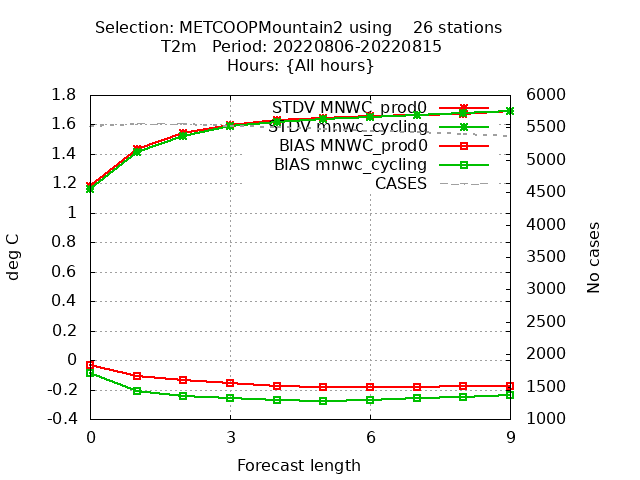 Selection: METCOOPMountain2 using    26 stations
T2m   Period: 20220806-20220815
Hours: {All hours}
1.8
1.6
1.4
1.2
1
0.8
0.6
0.4
0.2
0
-0.2
-0.4
deg C
STDV MNWC_prod0
STDV mnwc_cycling
BIAS MNWC_prod0
BIAS mnwc_cycling
CASES
6000
5500
5000
4500
4000
3500
3000
2500
2000
1500
1000
No cases
0 3 6 9
Forecast length